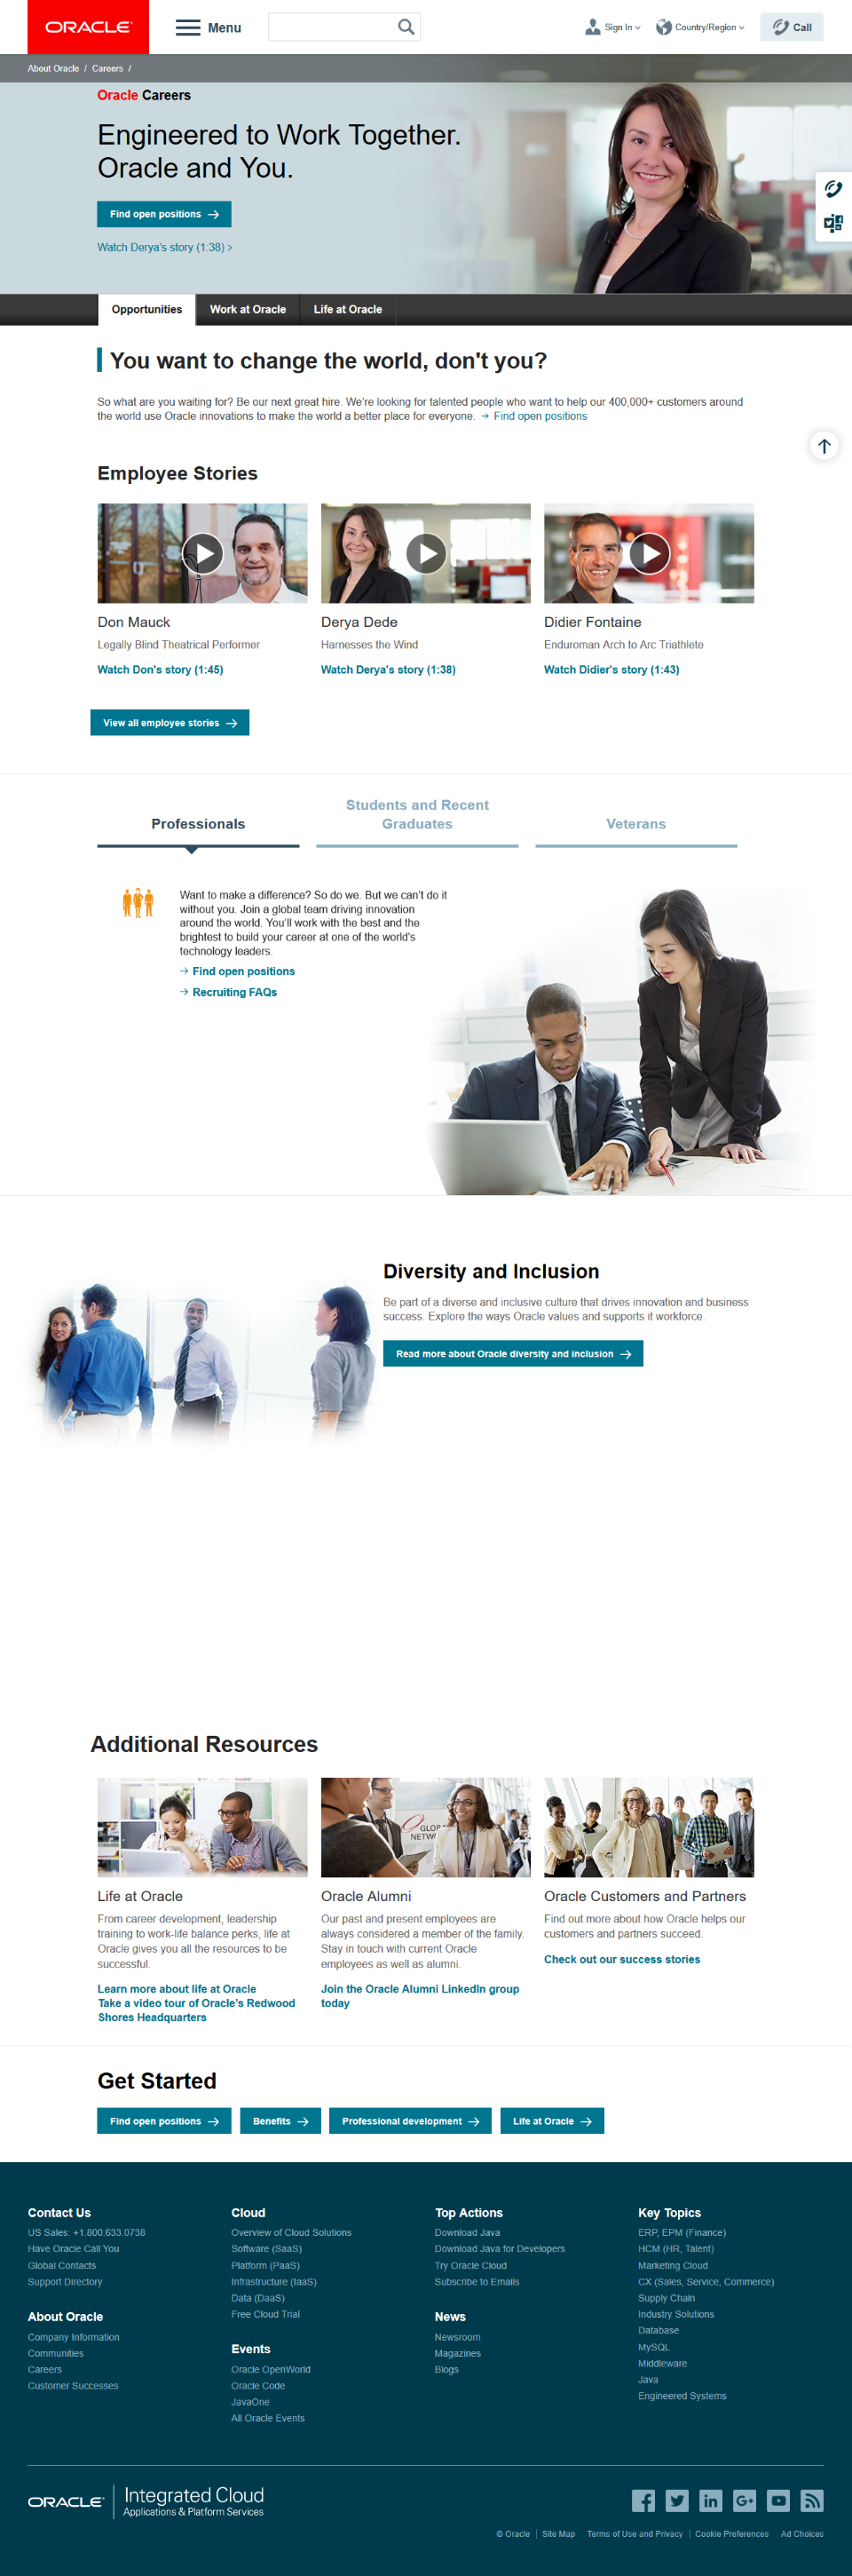 ORACLE
Menu
Sign In
Country/Region
Call
About Oracle / Careers /
Oracle Careers
Engineered to Work Together.
Oracle and You.
Find open positions
Watch Derya's story (1:38) >
Opportunities
Work at Oracle
Life at Oracle
You want to change the world, don't you?
So what are you waiting for? Be our next great hire. We're looking for talented people who want to help our 400,000+ customers around
the world use Oracle innovations to make the world a better place for everyone. → Find open positions
Employee Stories
Don Mauck
Legally Blind Theatrical Performer
Watch Don's story (1:45)
Derya Dede
Harnesses the Wind
Watch Derya's story (1:38)
Didier Fontaine
Enduroman Arch to Arc Triathlete
Watch Didier's story (1:43)
View all employee stories →
Professionals
Students and Recent
Graduates
Veterans
Want to make a difference? So do we. But we can't do it
without you. Join a global team driving innovation
around the world. You'll work with the best and the
brightest to build your career at one of the world's
technology leaders.
→ Find open positions
→ Recruiting FAQs
Diversity and Inclusion
Be part of a diverse and inclusive culture that drives innovation and business
success. Explore the ways Oracle values and supports it workforce.
Read more about Oracle diversity and inclusion →
Additional Resources
GLOB
NETW
Life at Oracle
From career development, leadership
training to work-life balance perks, life at
Oracle gives you all the resources to be
successful.
Learn more about life at Oracle
Take a video tour of Oracle's Redwood
Shores Headquarters
Oracle Alumni
Our past and present employees are
always considered a member of the family.
Stay in touch with current Oracle
employees as well as alumni.
Join the Oracle Alumni LinkedIn group
today
Oracle Customers and Partners
Find out more about how Oracle helps our
customers and partners succeed.
Check out our success stories
Get Started
Find open positions →
Benefits →
Professional development →
Life at Oracle →
Contact Us
US Sales: +1.800.633.0738
Have Oracle Call You
Global Contacts
Support Directory
About Oracle
Company Information
Communities
Careers
Customer Successes
Cloud
Overview of Cloud Solutions
Software (SaaS)
Platform (PaaS)
Infrastructure (IaaS)
Data (DaaS)
Free Cloud Trial
Events
Oracle OpenWorld
Oracle Code
JavaOne
All Oracle Events
Top Actions
Download Java
Download Java for Developers
Try Oracle Cloud
Subscribe to Emails
News
Newsroom
Magazines
Blogs
Key Topics
ERP, EPM (Finance)
HCM (HR, Talent)
Marketing Cloud
CX (Sales, Service, Commerce)
Supply Chain
Industry Solutions
Database
MySQL
Middleware
Java
Engineered Systems
ORACLE
Integrated Cloud
Applications & Platform Services
© Oracle | Site Map
Terms of Use and Privacy | Cookie Preferences
Ad Choices